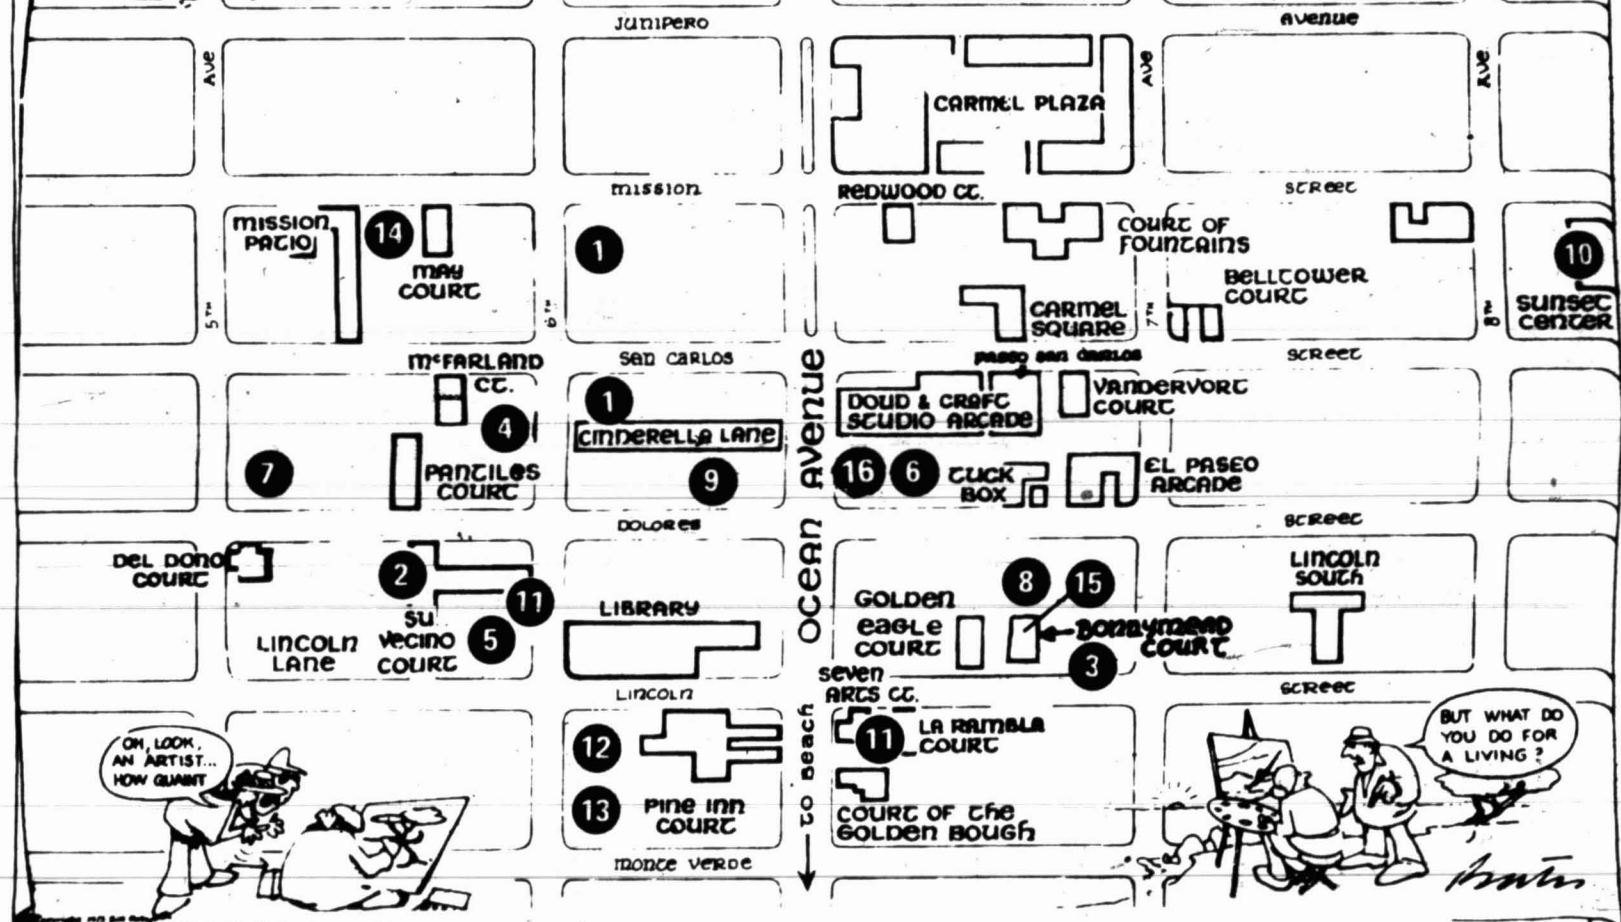 JUNIPERO
AVENUE
AVE
AVE
AVE
CARMEL PLAZA
MISSION
STREET
REDWOOD CT.
MISSION
PATIO
14
MAY
COURT
1
COURT OF
FOUNTAINS
BELLTOWER
COURT
10
SUNSET
CENTER
CARMEL
SQUARE
5TH
6TH
7TH
8TH
SAN CARLOS
STREET
PASEO SAN CARLOS
McFARLAND
CT.
4
1
CINDERELLA LANE
DOUD & CRAFT
STUDIO ARCADE
VANDERVORT
COURT
7
PANTILES
COURT
9
16
6
TUCK
BOX
EL PASEO
ARCADE
OCEAN AVENUE
DOLORES
STREET
DEL DONO
COURT
2
11
SU
VECINO
COURT
5
LINCOLN
LANE
LIBRARY
8
15
GOLDEN
EAGLE
COURT
BONNYMEAD
COURT
3
LINCOLN
SOUTH
LINCOLN
STREET
SEVEN
ARTS CT.
11
LA RAMBLA
COURT
12
13
PINE INN
COURT
TO BEACH
COURT OF THE
GOLDEN BOUGH
MONTE VERDE
OH, LOOK,
AN ARTIST...
HOW QUAINT
BUT WHAT DO
YOU DO FOR
A LIVING?